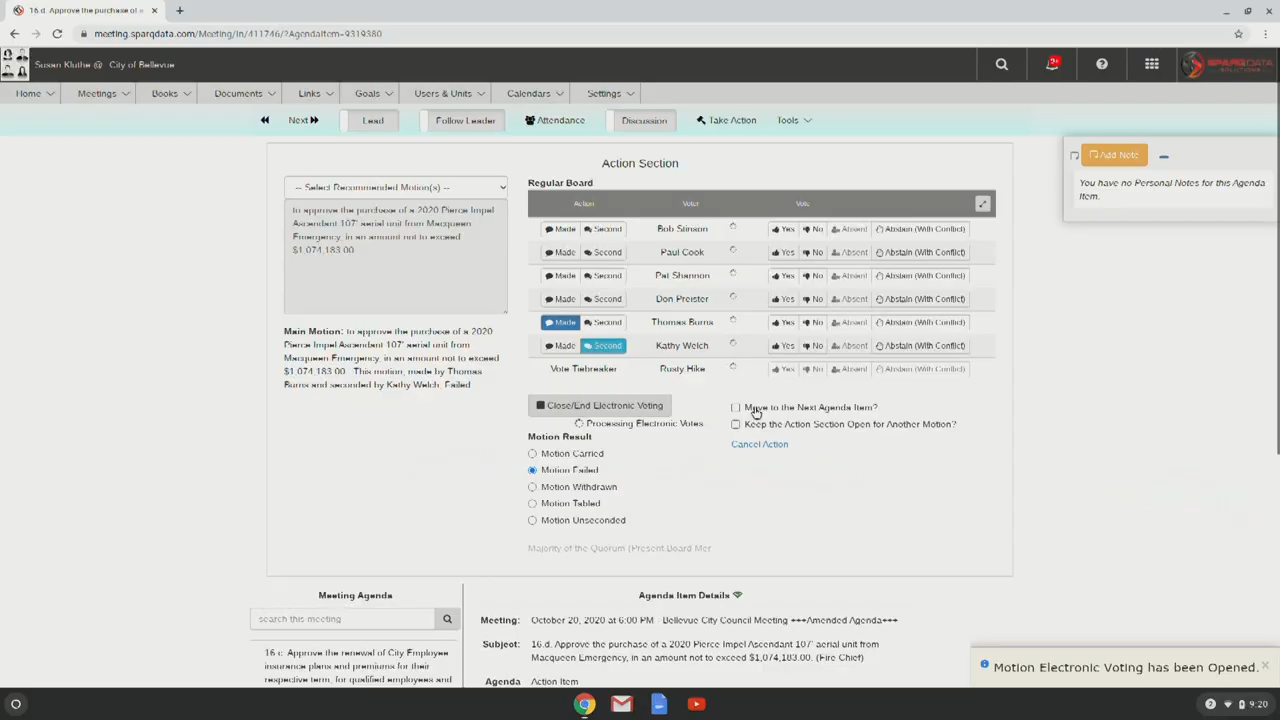 16.d. Approve the purchase of a
meeting.sparqdata.com/Meeting/In/411746/?AgendaItem=9319380
Susan Kluthe @ City of Bellevue
SPARQDATA
SOLUTIONS
Home Meetings Books Documents Links Goals Users & Units Calendars Settings
Next Lead Follow Leader Attendance Discussion Take Action Tools
Action Section
Add Note
You have no Personal Notes for this Agenda
Item.
-- Select Recommended Motion(s) --
to approve the purchase of a 2020 Pierce Impel
Ascendant 107' aerial unit from Macqueen
Emergency, in an amount not to exceed
$1,074,183.00.
Main Motion: to approve the purchase of a 2020
Pierce Impel Ascendant 107' aerial unit from
Macqueen Emergency, in an amount not to exceed
$1,074,183.00. This motion, made by Thomas
Burns and seconded by Kathy Welch, Failed.
Regular Board
Action Voter Vote
Made Second Bob Stinson Yes No Absent Abstain (With Conflict)
Made Second Paul Cook Yes No Absent Abstain (With Conflict)
Made Second Pat Shannon Yes No Absent Abstain (With Conflict)
Made Second Don Preister Yes No Absent Abstain (With Conflict)
Made Second Thomas Burns Yes No Absent Abstain (With Conflict)
Made Second Kathy Welch Yes No Absent Abstain (With Conflict)
Vote Tiebreaker Rusty Hike Yes No Absent Abstain (With Conflict)
Close/End Electronic Voting
Processing Electronic Votes
Move to the Next Agenda Item?
Keep the Action Section Open for Another Motion?
Cancel Action
Motion Result
Motion Carried
Motion Failed
Motion Withdrawn
Motion Tabled
Motion Unseconded
Majority of the Quorum (Present Board Mer
Meeting Agenda
search this meeting
16.c. Approve the renewal of City Employee
insurance plans and premiums for their
respective term, for qualified employees and
Agenda Item Details
Meeting: October 20, 2020 at 6:00 PM - Bellevue City Council Meeting +++Amended Agenda+++
Subject: 16.d. Approve the purchase of a 2020 Pierce Impel Ascendant 107' aerial unit from
Macqueen Emergency, in an amount not to exceed $1,074,183.00. (Fire Chief)
Agenda Action Item
Motion Electronic Voting has been Opened.
9:20